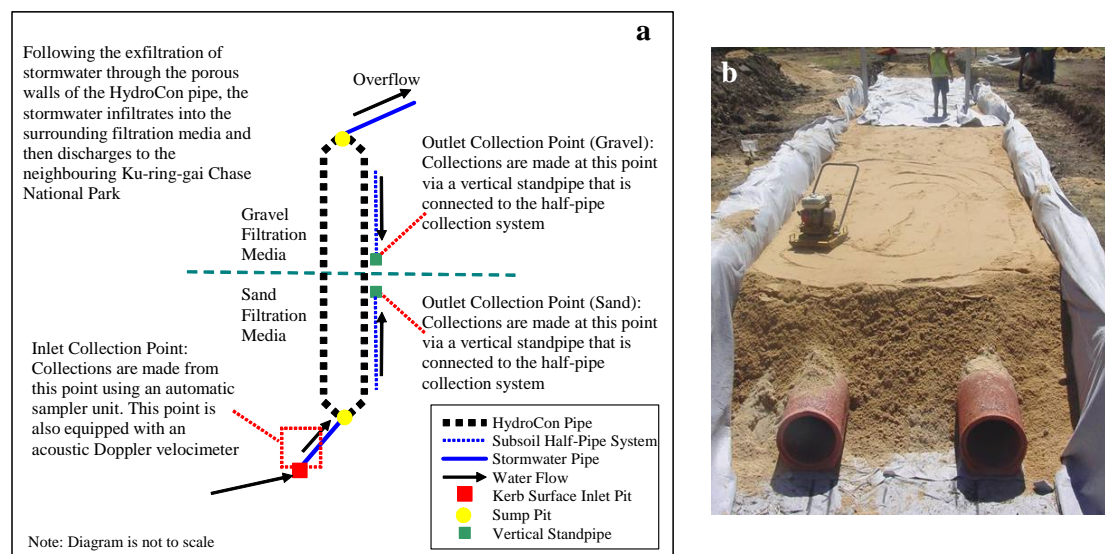 a
Following the exfiltration of
stormwater through the porous
walls of the HydroCon pipe, the
stormwater infiltrates into the
surrounding filtration media and
then discharges to the
neighbouring Ku-ring-gai Chase
National Park
Overflow
Outlet Collection Point (Gravel):
Collections are made at this point
via a vertical standpipe that is
connected to the half-pipe
collection system
Gravel
Filtration
Media
Sand
Filtration
Media
Outlet Collection Point (Sand):
Collections are made at this point
via a vertical standpipe that is
connected to the half-pipe
collection system
Inlet Collection Point:
Collections are made from
this point using an automatic
sampler unit. This point is
also equipped with an
acoustic Doppler velocimeter
HydroCon Pipe
Subsoil Half-Pipe System
Stormwater Pipe
Water Flow
Kerb Surface Inlet Pit
Sump Pit
Vertical Standpipe
Note: Diagram is not to scale
b